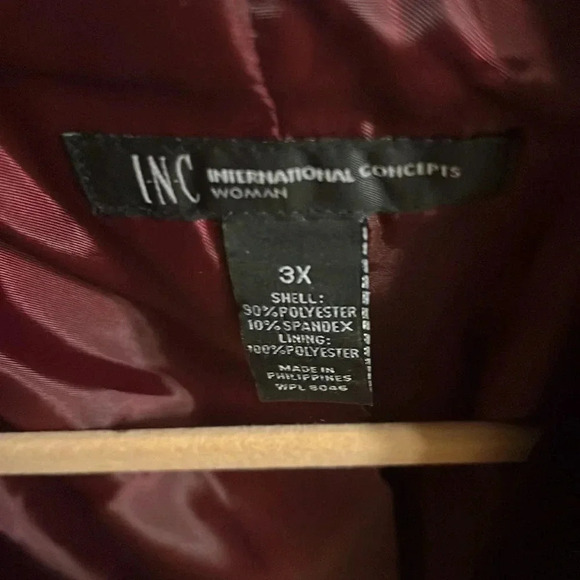 I·N·C INTERNATIONAL CONCEPTS
WOMAN
3X
SHELL:
90%POLYESTER
10%SPANDEX
LINING:
100%POLYESTER
MADE IN
PHILIPPINES
WPL 8046